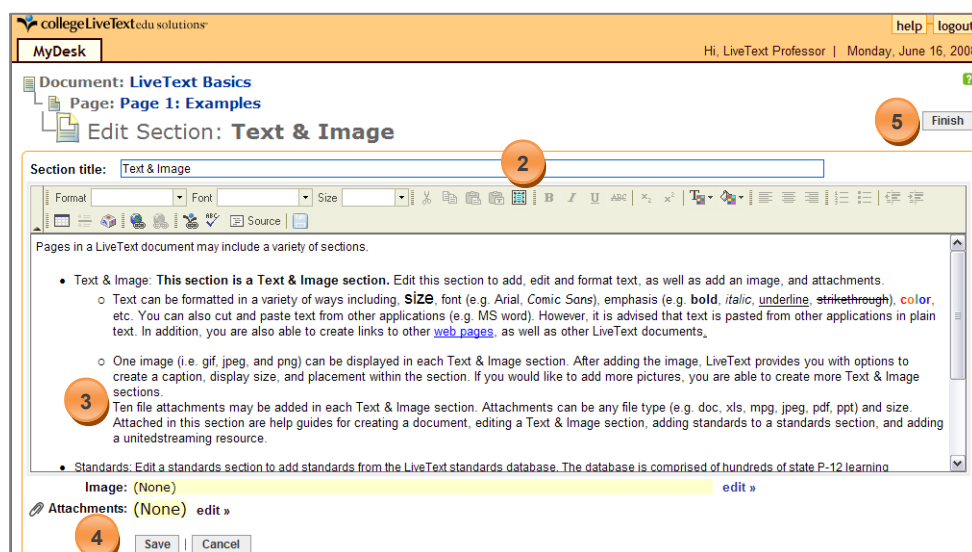 collegeLiveText edu solutions™
help logout
MyDesk
Hi, LiveText Professor | Monday, June 16, 2008
Document: LiveText Basics
Page: Page 1: Examples
Edit Section: Text & Image
5 Finish
Section title: Text & Image
2
Format Font Size B I U ABC x₂ x²
ABC Source
Pages in a LiveText document may include a variety of sections.
• Text & Image: This section is a Text & Image section. Edit this section to add, edit and format text, as well as add an image, and attachments.
○ Text can be formatted in a variety of ways including, size, font (e.g. Arial, Comic Sans), emphasis (e.g. bold, italic, underline, strikethrough), color,
etc. You can also cut and paste text from other applications (e.g. MS word). However, it is advised that text is pasted from other applications in plain
text. In addition, you are also able to create links to other web pages, as well as other LiveText documents.
○ One image (i.e. gif, jpeg, and png) can be displayed in each Text & Image section. After adding the image, LiveText provides you with options to
create a caption, display size, and placement within the section. If you would like to add more pictures, you are able to create more Text & Image
sections.
3
Ten file attachments may be added in each Text & Image section. Attachments can be any file type (e.g. doc, xls, mpg, jpeg, pdf, ppt) and size.
Attached in this section are help guides for creating a document, editing a Text & Image section, adding standards to a standards section, and adding
a unitedstreaming resource.
• Standards: Edit a standards section to add standards from the LiveText standards database. The database is comprised of hundreds of state P-12 learning
Image: (None) edit »
Attachments: (None) edit »
4
Save | Cancel